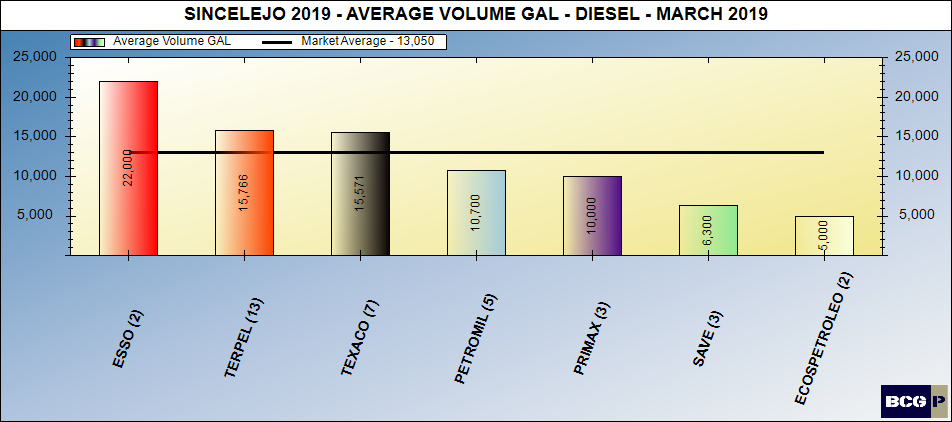 SINCELEJO 2019 - AVERAGE VOLUME GAL - DIESEL - MARCH 2019
Average Volume GAL Market Average - 13,050
25,000 25,000
20,000 20,000
15,000 15,000
10,000 10,000
5,000 5,000
22,000 15,766 15,571 10,700 10,000 6,300 5,000
ESSO (2) TERPEL (13) TEXACO (7) PETROMIL (5) PRIMAX (3) SAVE (3) ECOSPETROLEO (2)
BCG P